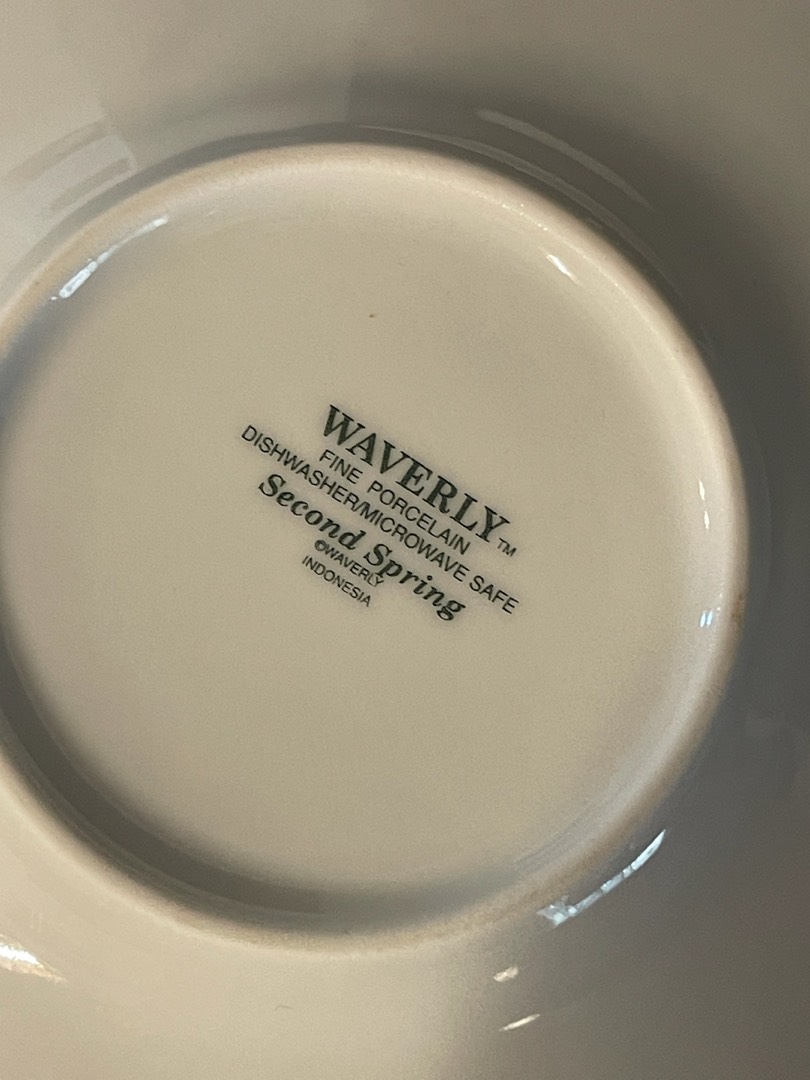 WAVERLY™
FINE PORCELAIN
DISHWASHER/MICROWAVE SAFE
Second Spring
©WAVERLY
INDONESIA